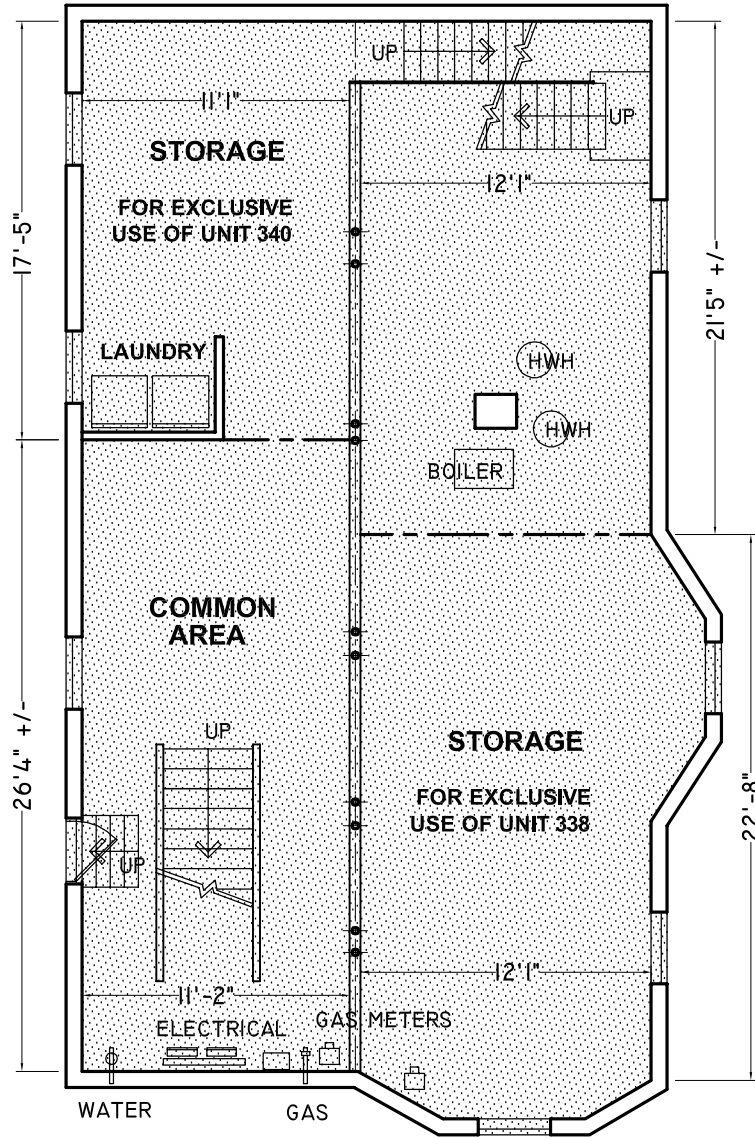 UP
11'1"
UP
STORAGE
12'1"
FOR EXCLUSIVE
USE OF UNIT 340
17'-5"
21'5" +/-
LAUNDRY
HWH
HWH
BOILER
COMMON
AREA
UP
STORAGE
26'4" +/-
FOR EXCLUSIVE
USE OF UNIT 338
22'-8"
UP
12'1"
11'-2"
GAS METERS
ELECTRICAL
WATER
GAS